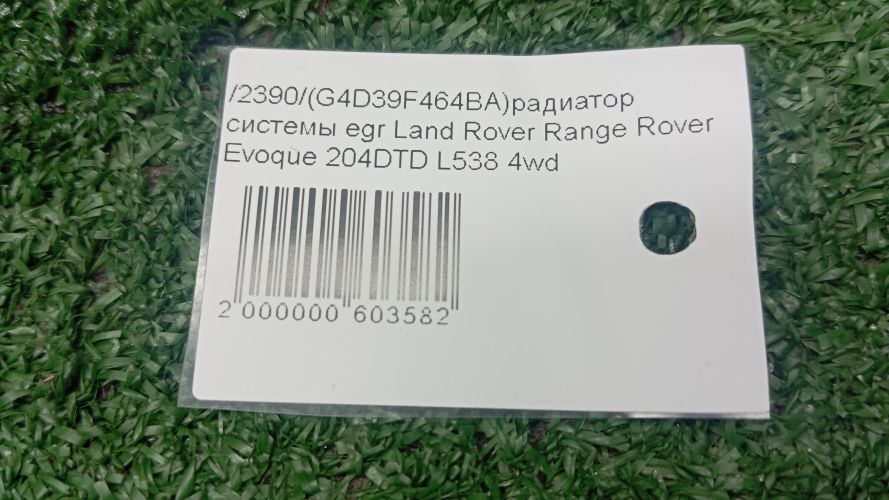 /2390/(G4D39F464BA)радиатор
системы egr Land Rover Range Rover
Evoque 204DTD L538 4wd
2 000000 603582